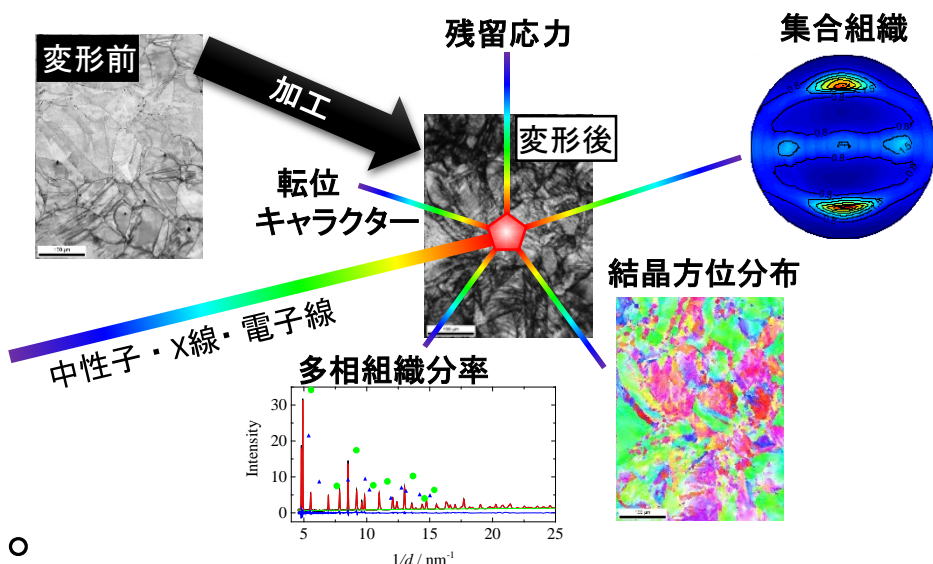 残留応力
集合組織
変形前
加工
変形後
転位
キャラクター
結晶方位分布
中性子・X線・電子線
多相組織分率
Intensity
30
20
10
0
5
10
15
20
25
1/d / nm⁻¹
。